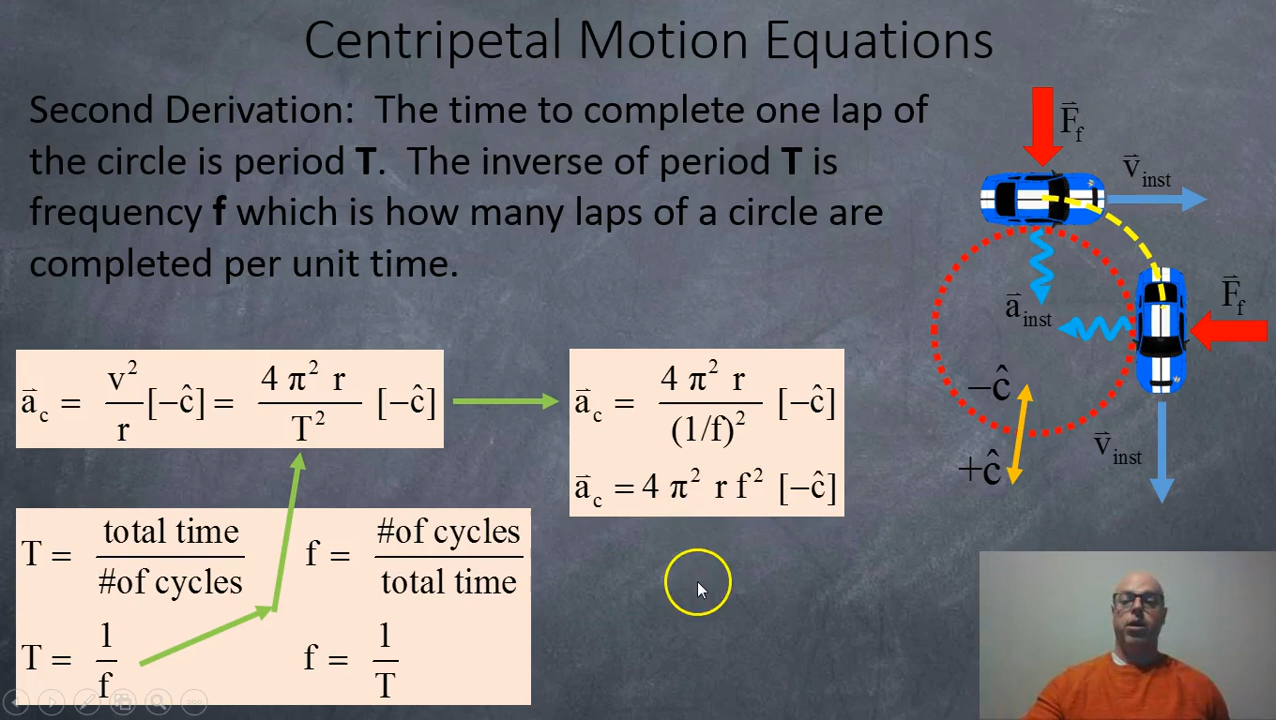 Centripetal Motion Equations
Second Derivation: The time to complete one lap of
the circle is period T. The inverse of period T is
frequency f which is how many laps of a circle are
completed per unit time.
F⃗f
v⃗inst
a⃗inst
F⃗f
−ĉ
+ĉ
v⃗inst
a⃗c = v²/r [−ĉ] = 4 π² r / T² [−ĉ]
a⃗c = 4 π² r / (1/f)² [−ĉ]
a⃗c = 4 π² r f² [−ĉ]
T = total time / #of cycles
f = #of cycles / total time
T = 1/f
f = 1/T